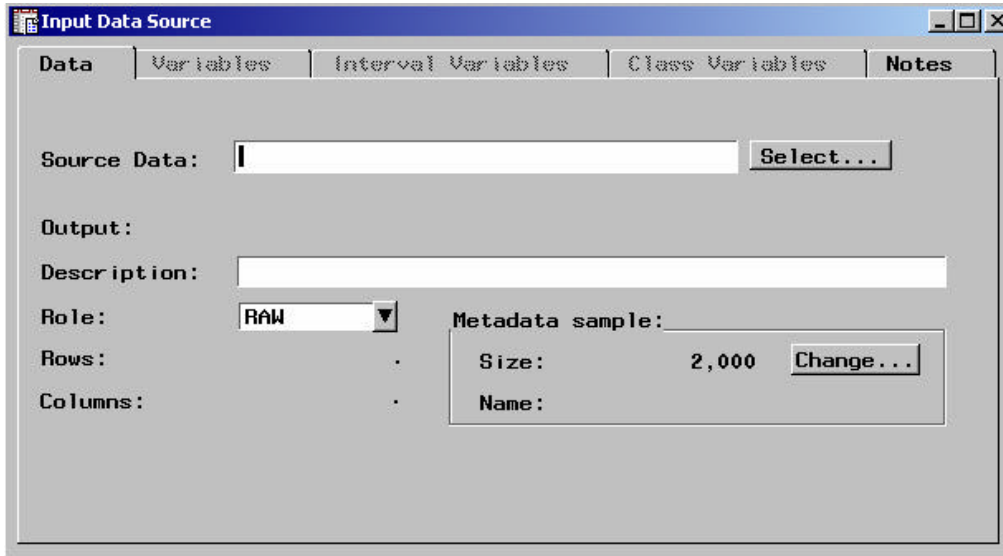 Input Data Source
Data Variables Interval Variables Class Variables Notes
Source Data: Select...
Output:
Description:
Role: RAW Metadata sample:
Rows: . Size: 2,000 Change...
Columns: . Name: